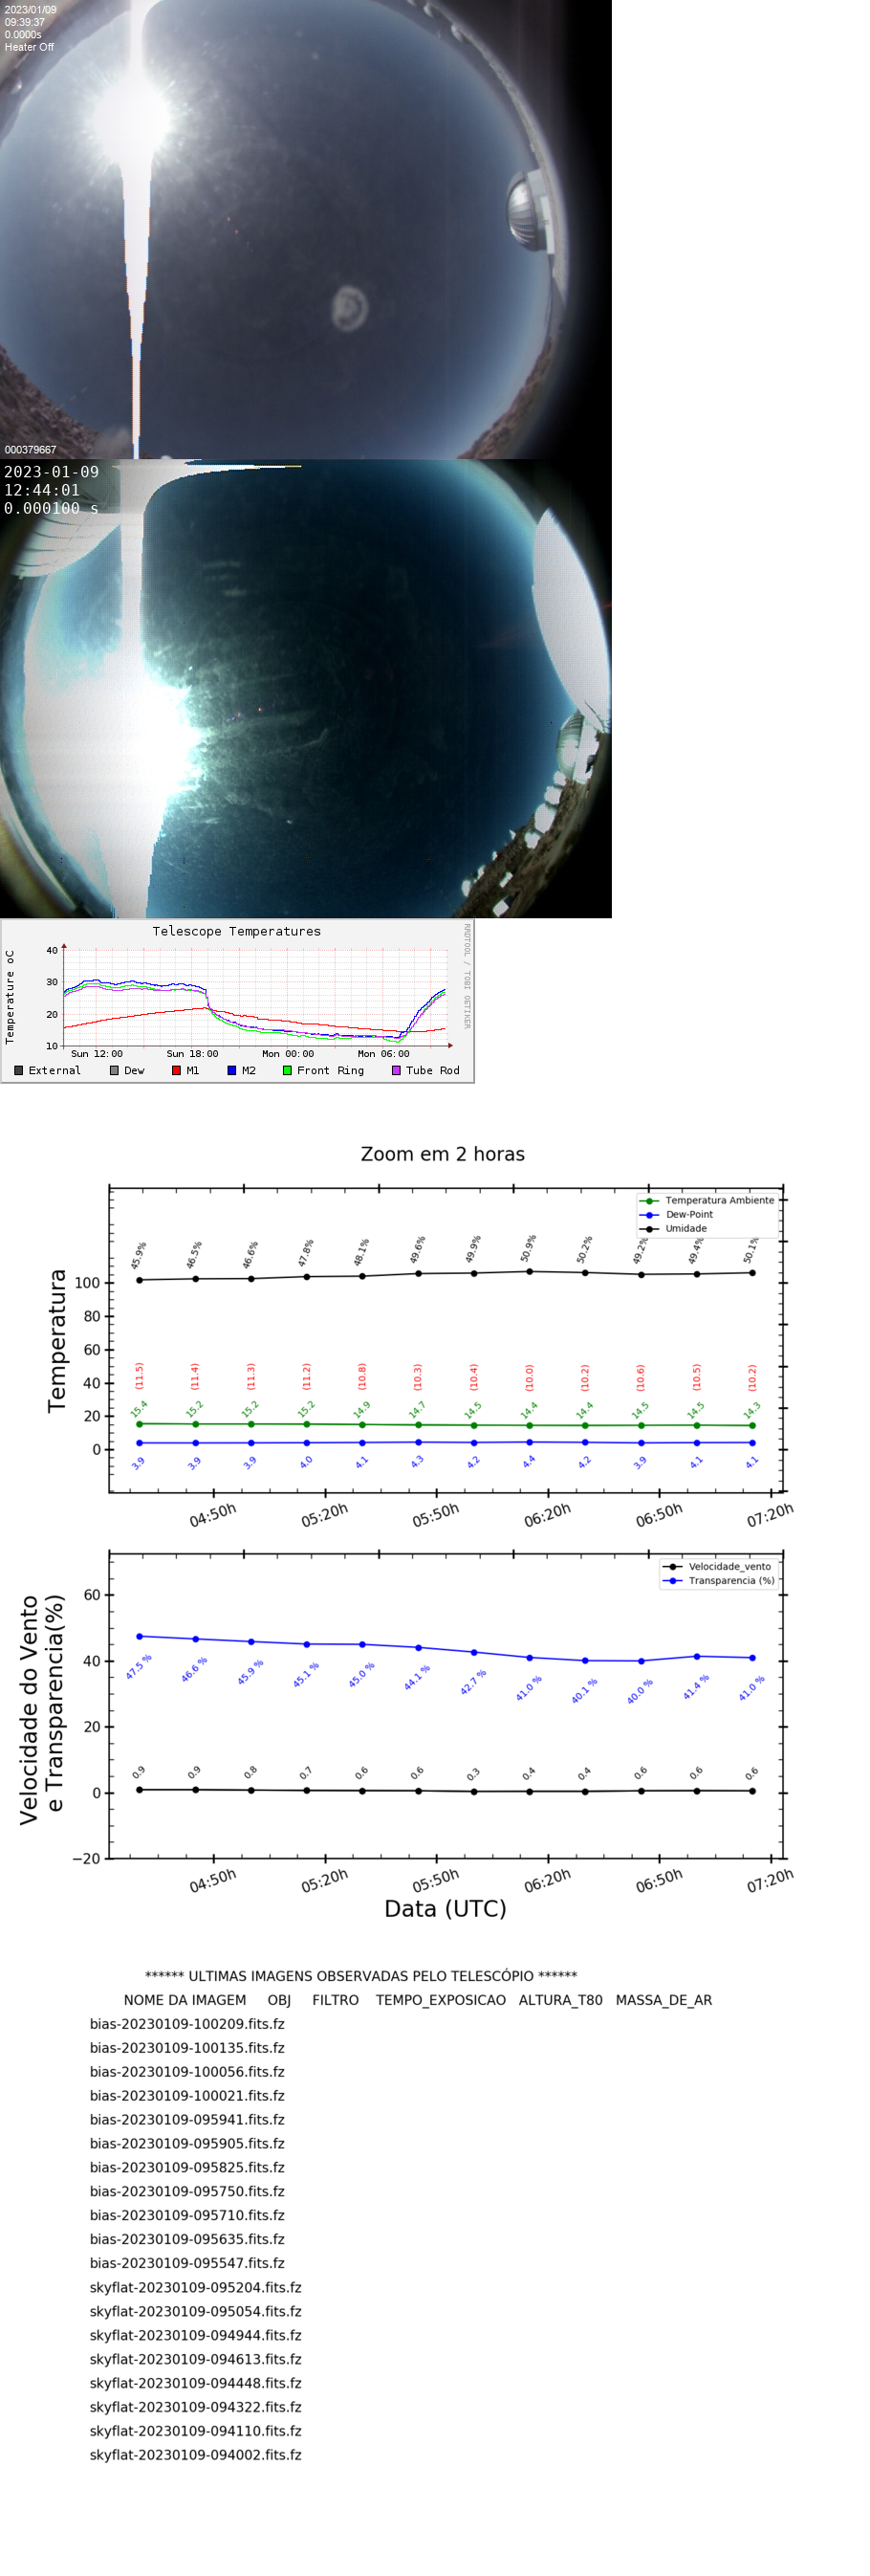 2023/01/09
09:39:37
0.0000s
Heater Off
000379667
2023-01-09
12:44:01
0.000100 s
Telescope Temperatures
RRDTOOL / TOBI OETIKER
Temperature oC
40
30
20
10
Sun 12:00 Sun 18:00 Mon 00:00 Mon 06:00
External Dew M1 M2 Front Ring Tube Rod
Zoom em 2 horas
Temperatura Ambiente
Dew-Point
Umidade
Temperatura
100
80
60
40
20
0
45.9% 46.5% 46.6% 47.8% 48.1% 49.6% 49.9% 50.9% 50.2% 49.2% 49.4% 50.1%
(11.5) (11.4) (11.3) (11.2) (10.8) (10.3) (10.4) (10.0) (10.2) (10.6) (10.5) (10.2)
15.4 15.2 15.2 15.2 14.9 14.7 14.5 14.4 14.4 14.5 14.5 14.3
3.9 3.9 3.9 4.0 4.1 4.3 4.2 4.4 4.2 3.9 4.1 4.1
04:50h 05:20h 05:50h 06:20h 06:50h 07:20h
Velocidade_vento
Transparencia (%)
Velocidade do Vento
e Transparencia(%)
60
40
20
0
−20
47.5 % 46.6 % 45.9 % 45.1 % 45.0 % 44.1 % 42.7 % 41.0 % 40.1 % 40.0 % 41.4 % 41.0 %
0.9 0.9 0.8 0.7 0.6 0.6 0.3 0.4 0.4 0.6 0.6 0.6
04:50h 05:20h 05:50h 06:20h 06:50h 07:20h
Data (UTC)
****** ULTIMAS IMAGENS OBSERVADAS PELO TELESCÓPIO ******
NOME DA IMAGEM OBJ FILTRO TEMPO_EXPOSICAO ALTURA_T80 MASSA_DE_AR
bias-20230109-100209.fits.fz
bias-20230109-100135.fits.fz
bias-20230109-100056.fits.fz
bias-20230109-100021.fits.fz
bias-20230109-095941.fits.fz
bias-20230109-095905.fits.fz
bias-20230109-095825.fits.fz
bias-20230109-095750.fits.fz
bias-20230109-095710.fits.fz
bias-20230109-095635.fits.fz
bias-20230109-095547.fits.fz
skyflat-20230109-095204.fits.fz
skyflat-20230109-095054.fits.fz
skyflat-20230109-094944.fits.fz
skyflat-20230109-094613.fits.fz
skyflat-20230109-094448.fits.fz
skyflat-20230109-094322.fits.fz
skyflat-20230109-094110.fits.fz
skyflat-20230109-094002.fits.fz